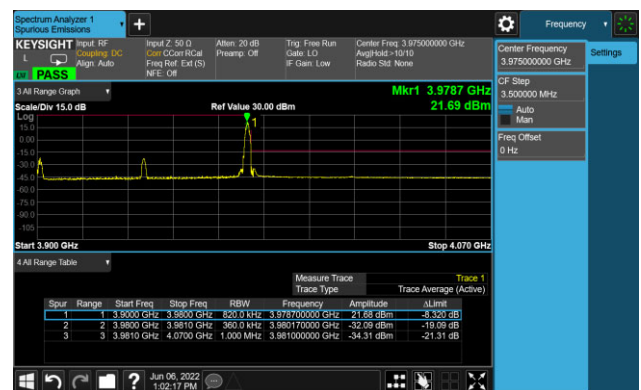 Spectrum Analyzer 1
Spurious Emissions
Frequency
KEYSIGHT
Input: RF
Coupling: DC
Align: Auto
Input Z: 50 Ω
Corr CCorr RCal
Freq Ref: Ext (S)
NFE: Off
Atten: 20 dB
Preamp: Off
Trig: Free Run
Gate: LO
IF Gain: Low
Center Freq: 3.975000000 GHz
Avg|Hold:>10/10
Radio Std: None
L
PASS
Center Frequency
3.975000000 GHz
Settings
CF Step
3.500000 MHz
Auto
Man
Freq Offset
0 Hz
3 All Range Graph
Mkr1 3.9787 GHz
Scale/Div 15.0 dB
Ref Value 30.00 dBm
21.69 dBm
Log
1
15.0
0.00
-15.0
-30.0
-45.0
-60.0
-75.0
-90.0
-105
Start 3.900 GHz
Stop 4.070 GHz
4 All Range Table
Measure Trace Trace 1
Trace Type Trace Average (Active)
Spur Range Start Freq Stop Freq RBW Frequency Amplitude ΔLimit
1 1 3.9000 GHz 3.9800 GHz 820.0 kHz 3.978700000 GHz 21.68 dBm -8.320 dB
2 2 3.9800 GHz 3.9810 GHz 360.0 kHz 3.980170000 GHz -32.09 dBm -19.09 dB
3 3 3.9810 GHz 4.0700 GHz 1.000 MHz 3.981000000 GHz -34.31 dBm -21.31 dB
Jun 06, 2022
1:02:17 PM